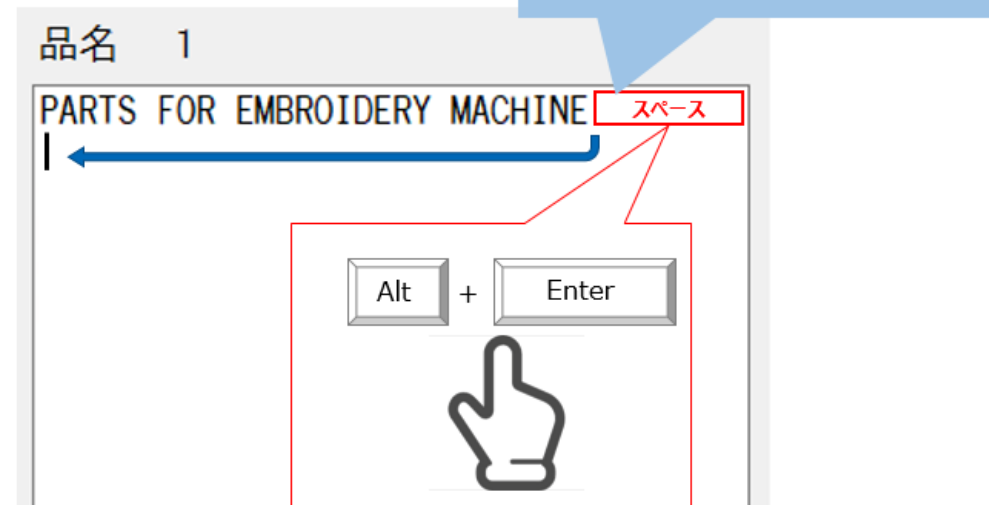 品名 1
PARTS FOR EMBROIDERY MACHINE スペース
Alt + Enter